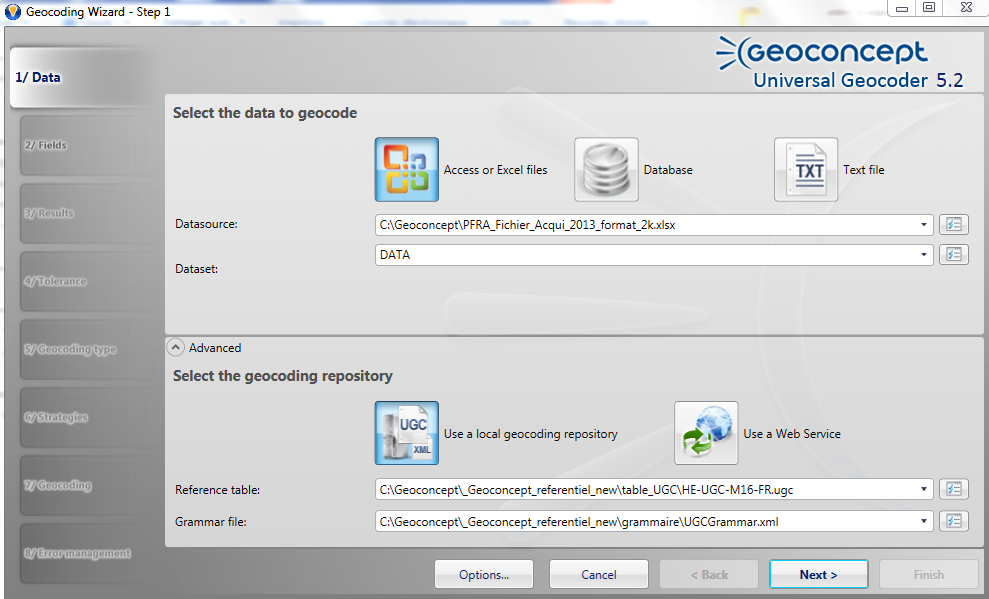 Geocoding Wizard - Step 1
Geoconcept
Universal Geocoder 5.2
1/ Data
2/ Fields
3/ Results
4/ Tolerance
5/ Geocoding type
6/ Strategies
7/ Geocoding
8/ Error management
Select the data to geocode
Access or Excel files
Database
TXT
Text file
Datasource:
C:\Geoconcept\PFRA_Fichier_Acqui_2013_format_2k.xlsx
Dataset:
DATA
Advanced
Select the geocoding repository
UGC
XML
Use a local geocoding repository
Use a Web Service
Reference table:
C:\Geoconcept\_Geoconcept_referentiel_new\table_UGC\HE-UGC-M16-FR.ugc
Grammar file:
C:\Geoconcept\_Geoconcept_referentiel_new\grammaire\UGCGrammar.xml
Options...
Cancel
< Back
Next >
Finish